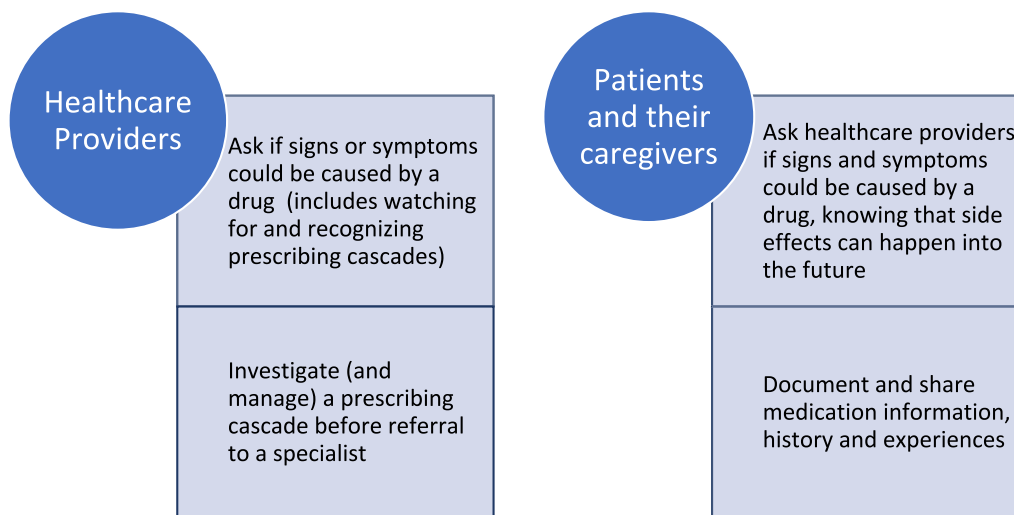 Healthcare
Providers
Ask if signs or symptoms
could be caused by a
drug  (includes watching
for and recognizing
prescribing cascades)
Investigate (and
manage) a prescribing
cascade before referral
to a specialist
Patients
and their
caregivers
Ask healthcare providers
if signs and symptoms
could be caused by a
drug, knowing that side
effects can happen into
the future
Document and share
medication information,
history and experiences